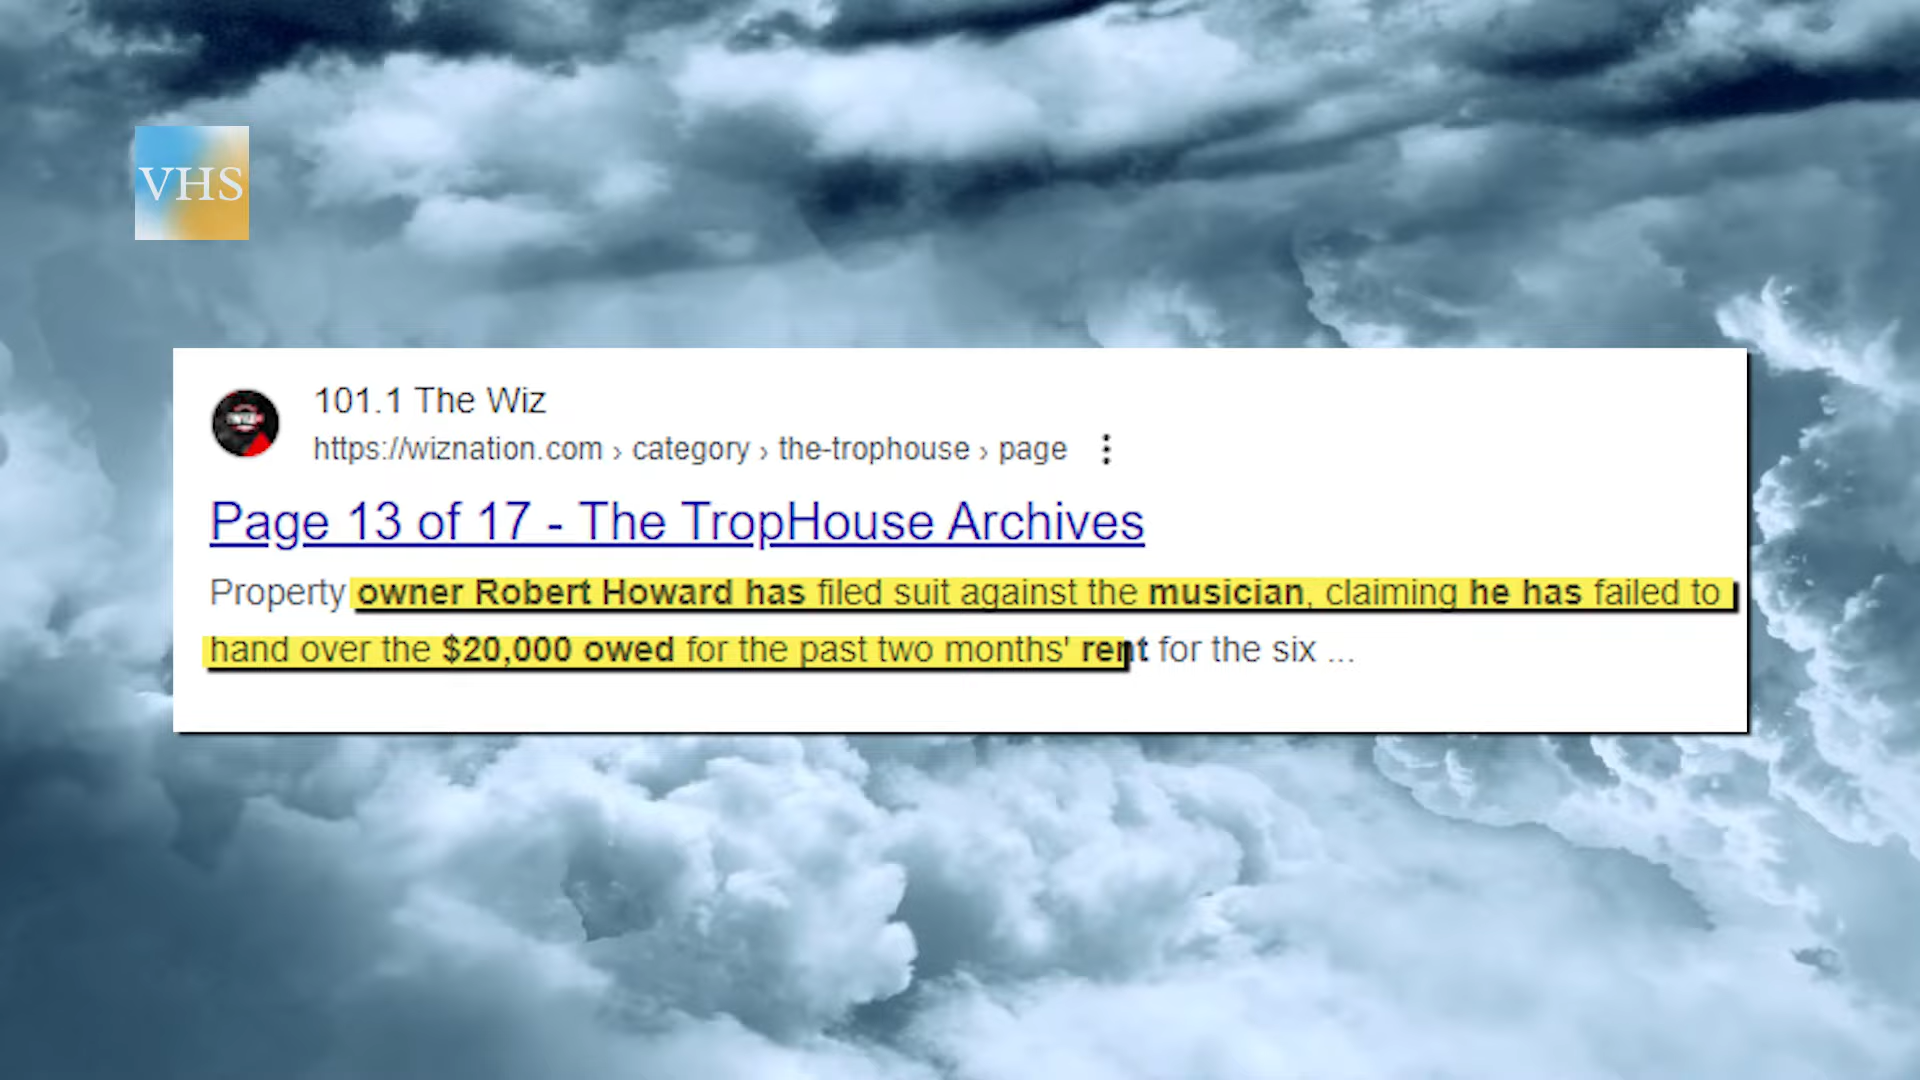 VHS
101.1 The Wiz
https://wiznation.com › category › the-trophouse › page
Page 13 of 17 - The TropHouse Archives
Property owner Robert Howard has filed suit against the musician, claiming he has failed to
hand over the $20,000 owed for the past two months' rent for the six ...